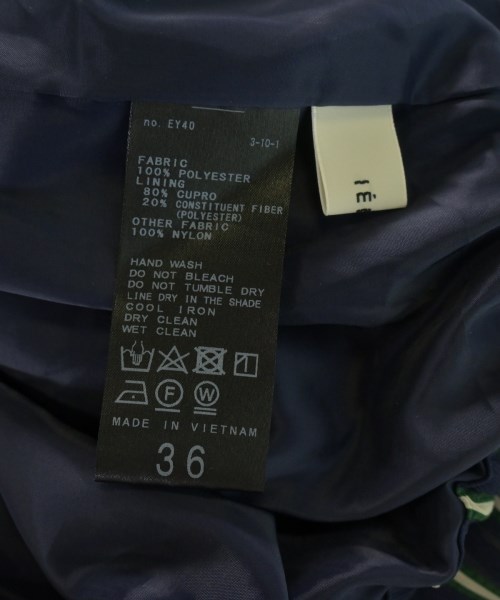 no. EY40
3-10-1
FABRIC
100% POLYESTER
LINING
80% CUPRO
20% CONSTITUENT FIBER
(POLYESTER)
OTHER FABRIC
100% NYLON
HAND WASH
DO NOT BLEACH
DO NOT TUMBLE DRY
LINE DRY IN THE SHADE
COOL IRON
DRY CLEAN
WET CLEAN
F W
MADE IN VIETNAM
36